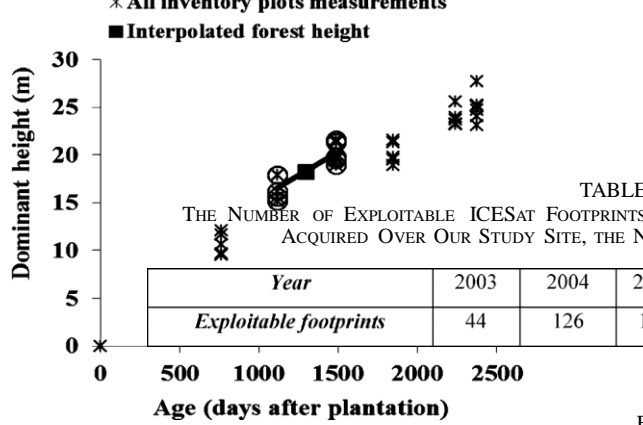 All inventory plots measurements
Interpolated forest height
30
25
20
15
10
5
0
Dominant height (m)
0 500 1000 1500 2000 2500
Age (days after plantation)
TABLE
THE NUMBER OF EXPLOITABLE ICESAT FOOTPRINTS
ACQUIRED OVER OUR STUDY SITE, THE N
Year 2003 2004 2
Exploitable footprints 44 126 1